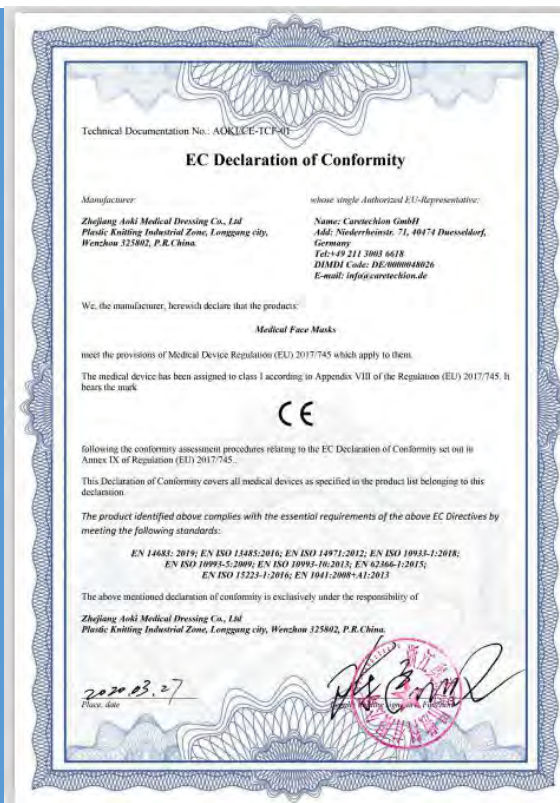 Technical Documentation No.: AOKI/CE-TCF-01
EC Declaration of Conformity
Manufacturer:
Zhejiang Aoki Medical Dressing Co., Ltd
Plastic Knitting Industrial Zone, Longgang city,
Wenzhou 325802, P.R.China.
whose single Authorized EU-Representative:
Name: Caretechion GmbH
Add: Niederrheinstr. 71, 40474 Duesseldorf,
Germany
Tel:+49 211 3003 6618
DIMDI Code: DE/0000048026
E-mail: info@caretechion.de
We, the manufacturer, herewith declare that the products:
Medical Face Masks
meet the provisions of Medical Device Regulation (EU) 2017/745 which apply to them.
The medical device has been assigned to class I according to Appendix VIII of the Regulation (EU) 2017/745. It
bears the mark
CE
following the conformity assessment procedures relating to the EC Declaration of Conformity set out in
Annex IX of Regulation (EU) 2017/745..
This Declaration of Conformity covers all medical devices as specified in the product list belonging to this
declaration
The product identified above complies with the essential requirements of the above EC Directives by
meeting the following standards:
EN 14683: 2019; EN ISO 13485:2016; EN ISO 14971:2012; EN ISO 10933-1:2018;
EN ISO 10993-5:2009; EN ISO 10993-10:2013; EN 62366-1:2015;
EN ISO 15223-1:2016; EN 1041:2008+A1:2013
The above mentioned declaration of conformity is exclusively under the responsibility of
Zhejiang Aoki Medical Dressing Co., Ltd
Plastic Knitting Industrial Zone, Longgang city, Wenzhou 325802, P.R.China.
2020.03.27
Place, date